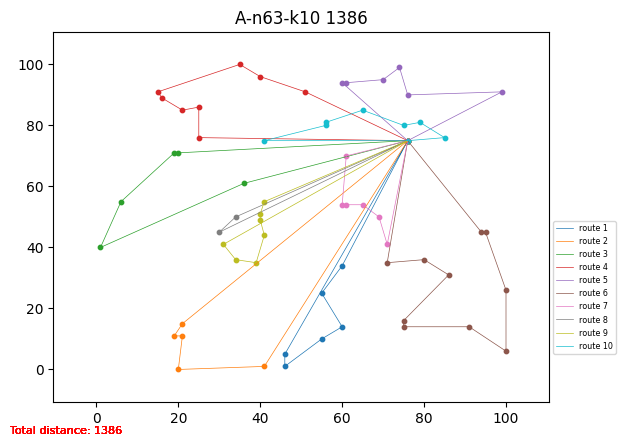 A-n63-k10 1386
100
80
60
40
20
0
0 20 40 60 80 100
route 1
route 2
route 3
route 4
route 5
route 6
route 7
route 8
route 9
route 10
Total distance: 1386